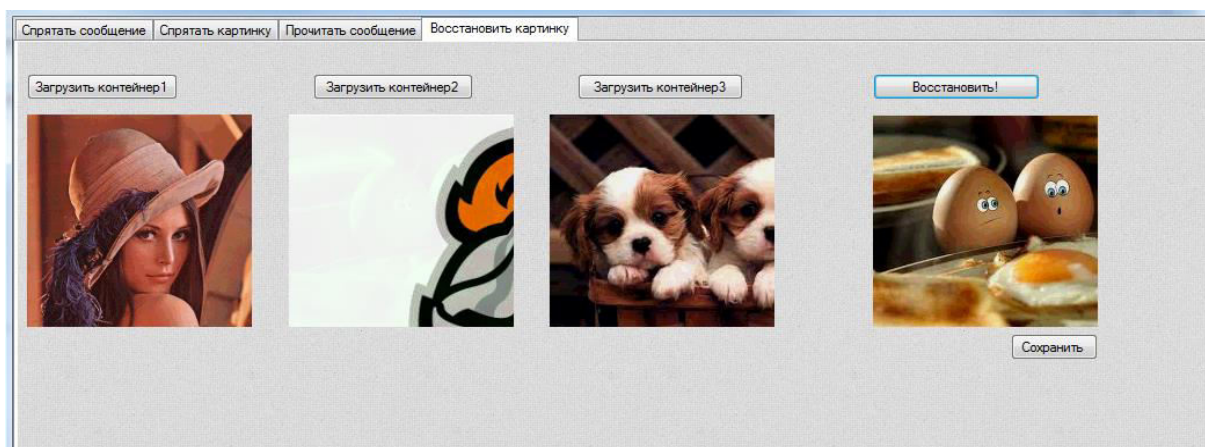 Спрятать сообщение Спрятать картинку Прочитать сообщение Восстановить картинку
Загрузить контейнер1 Загрузить контейнер2 Загрузить контейнер3 Восстановить!
Сохранить